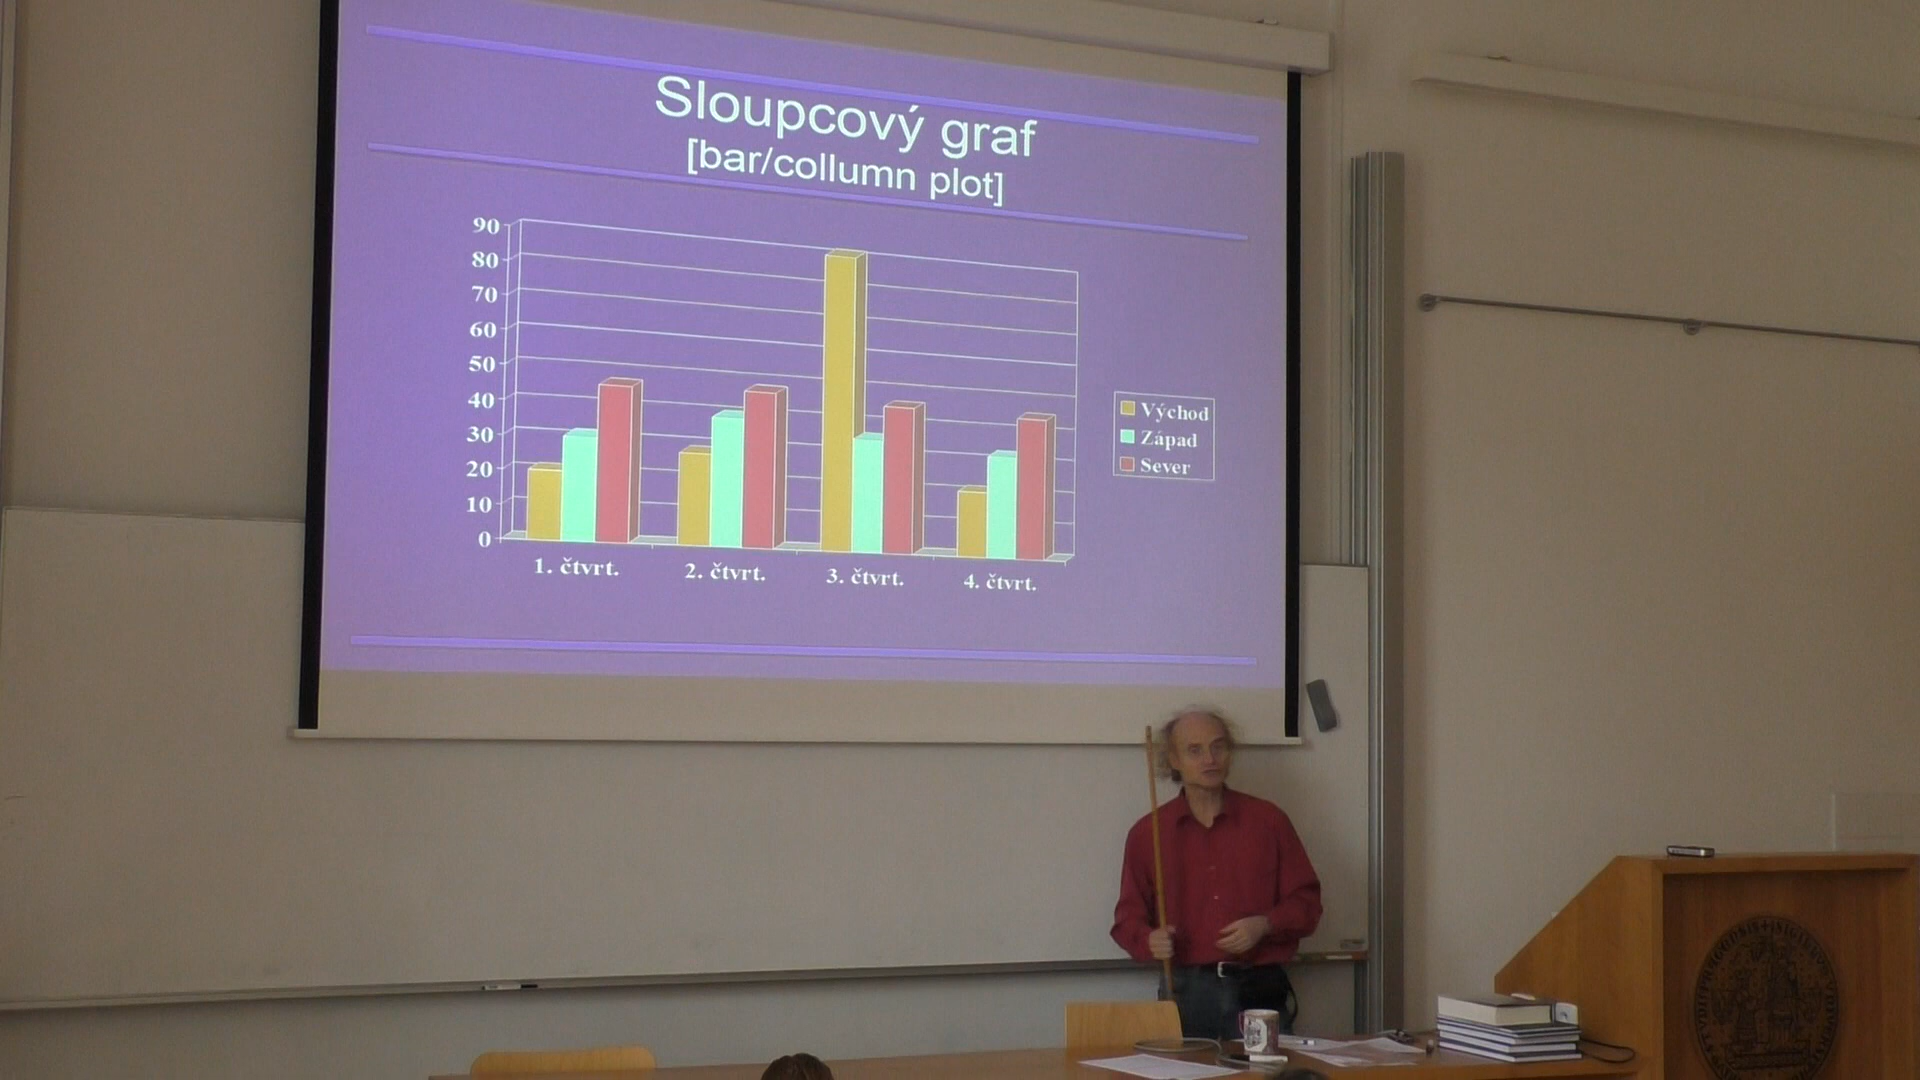 Sloupcový graf
[bar/collumn plot]
90
80
70
60
50
40
30
20
10
0
1. čtvrt. 2. čtvrt. 3. čtvrt. 4. čtvrt.
Východ
Západ
Sever